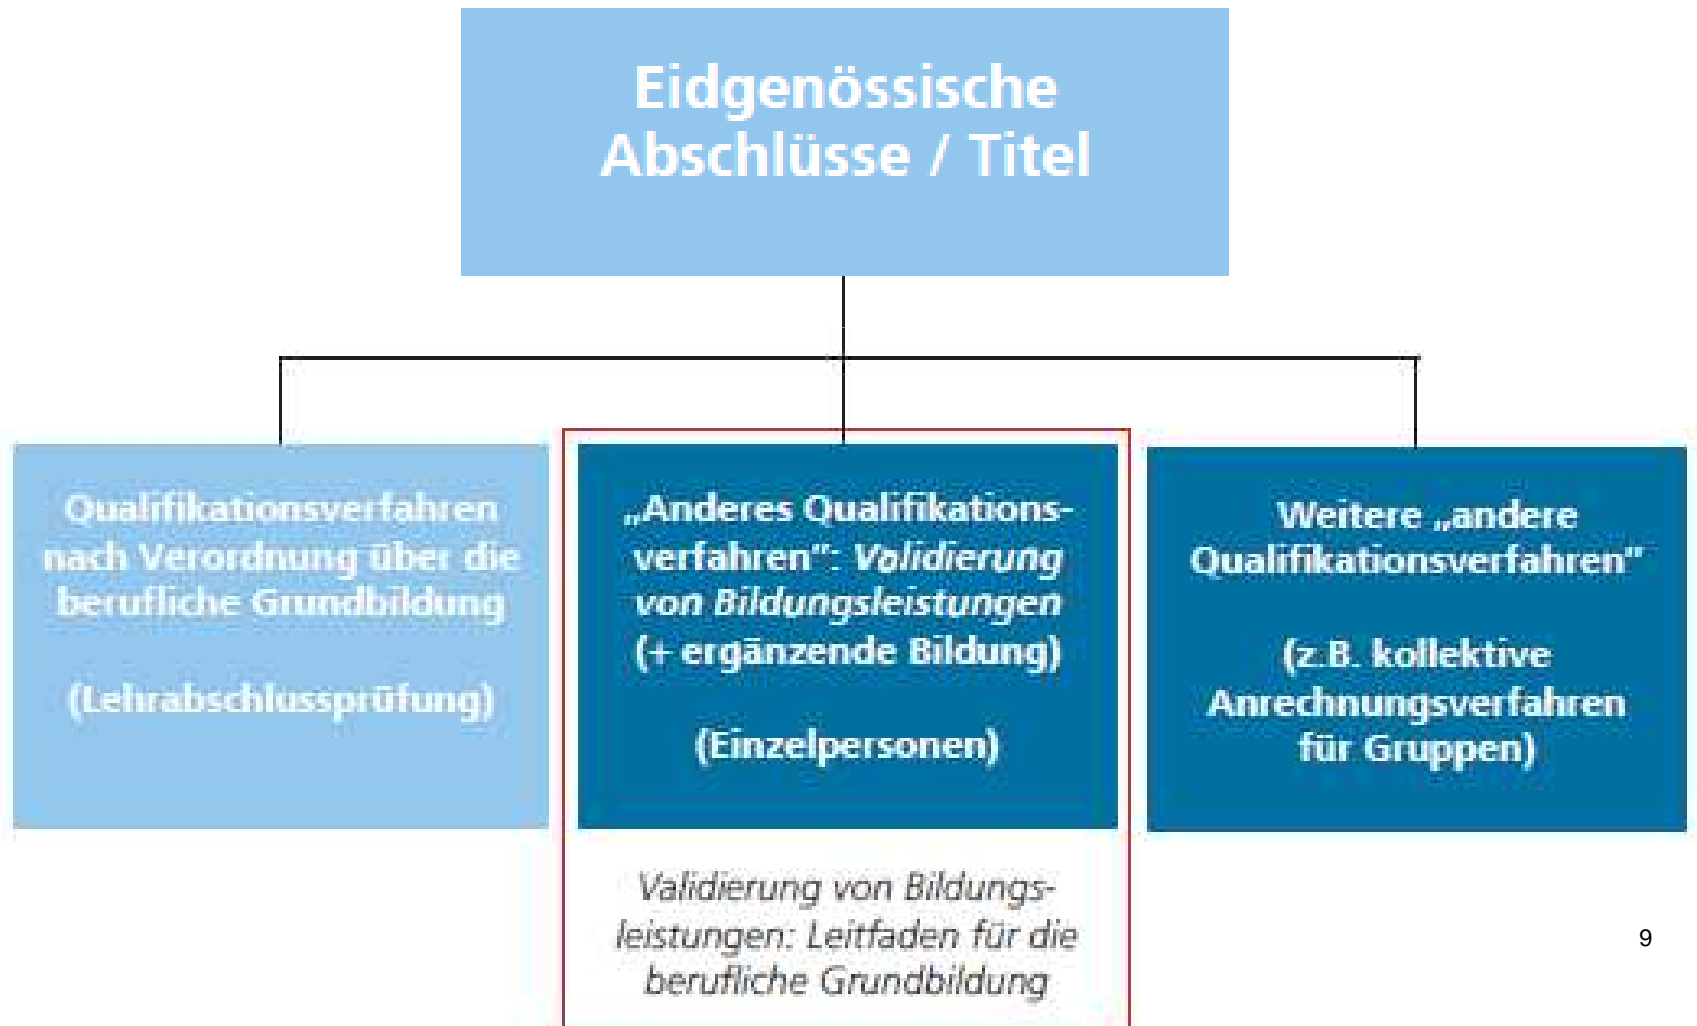 Eidgenössische
Abschlüsse / Titel
Qualifikationsverfahren
nach Verordnung über die
berufliche Grundbildung
(Lehrabschlussprüfung)
„Anderes Qualifikations-
verfahren": Validierung
von Bildungsleistungen
(+ ergänzende Bildung)
(Einzelpersonen)
Weitere „andere
Qualifikationsverfahren"
(z.B. kollektive
Anrechnungsverfahren
für Gruppen)
Validierung von Bildungs-
leistungen: Leitfaden für die
berufliche Grundbildung
9